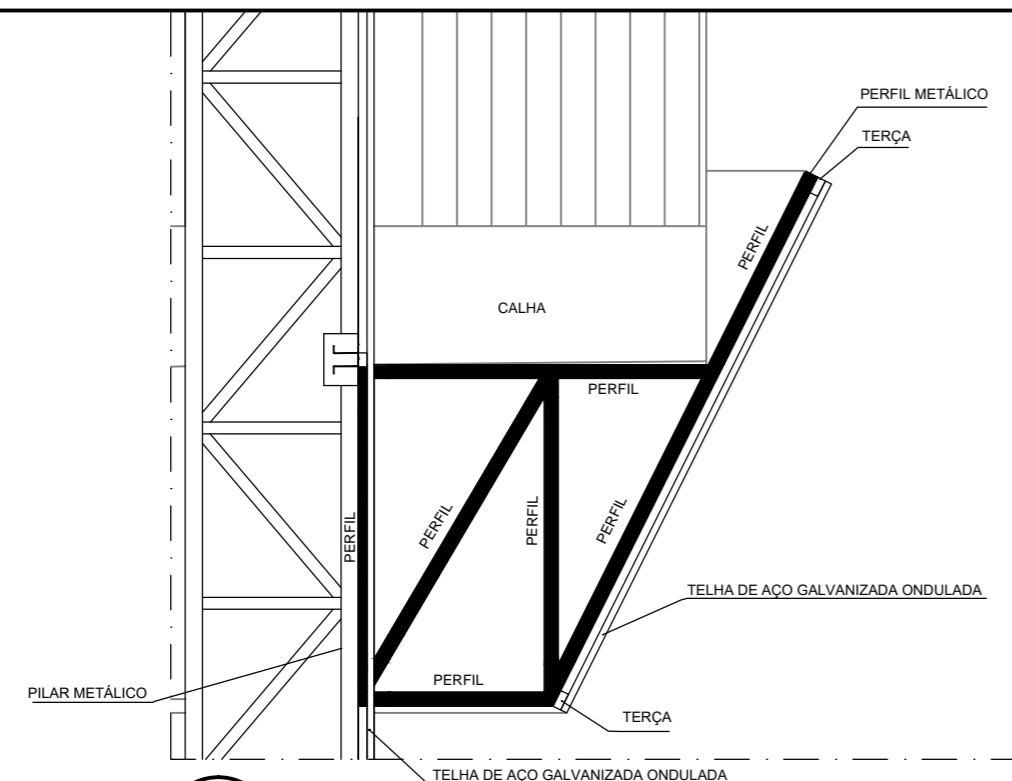 PERFIL METÁLICO
TERÇA
PERFIL
CALHA
PERFIL
PERFIL
PERFIL
PERFIL
PERFIL
TELHA DE AÇO GALVANIZADA ONDULADA
PERFIL
PILAR METÁLICO
TERÇA
TELHA DE AÇO GALVANIZADA ONDULADA